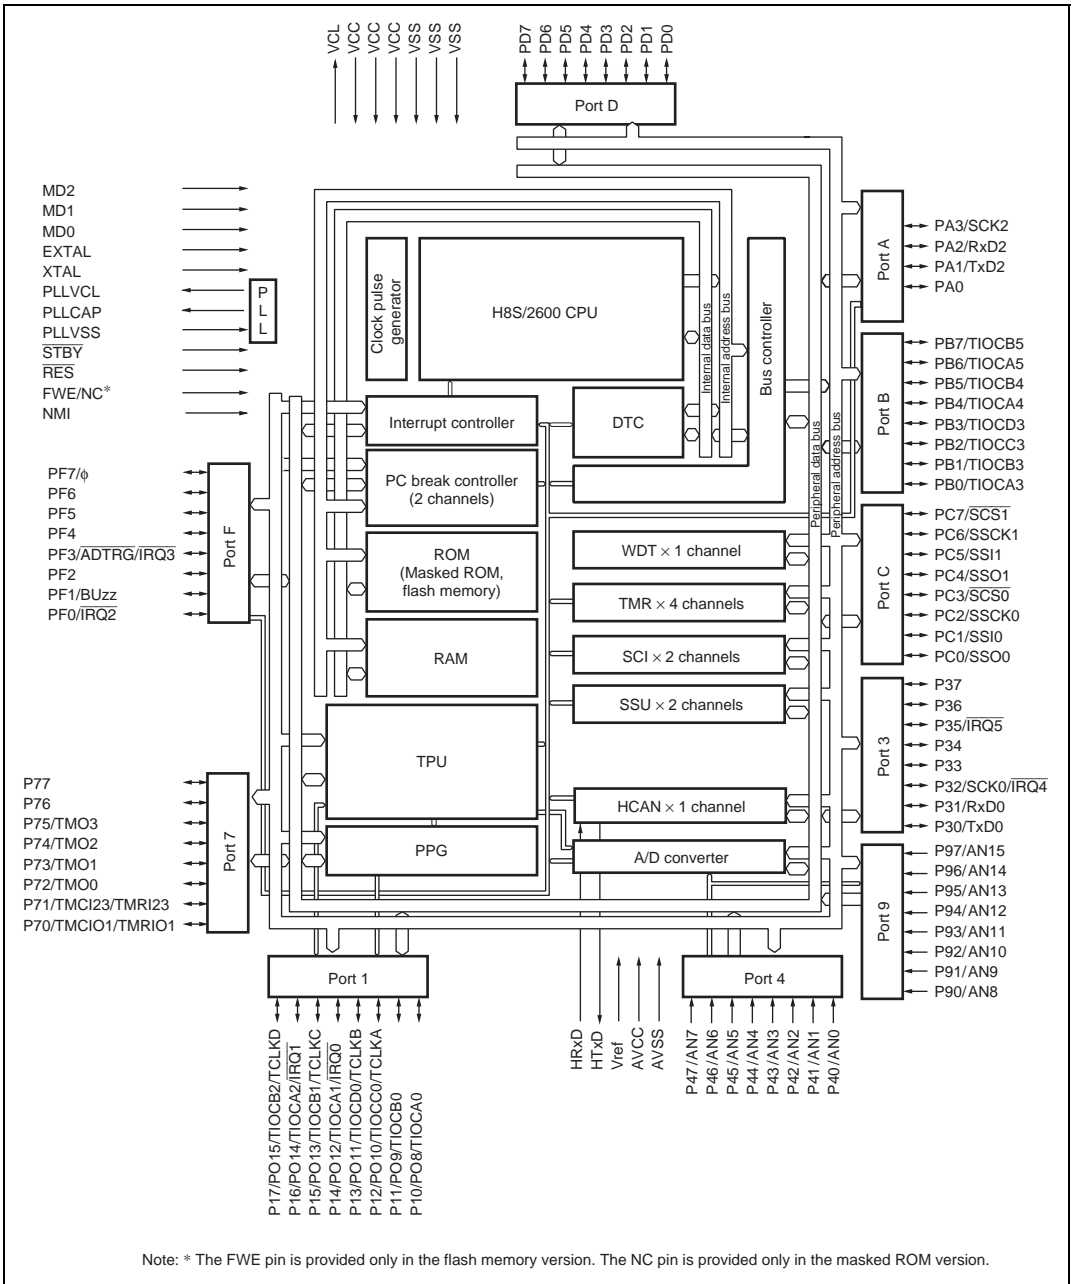 VCL
VCC
VCC
VCC
VSS
VSS
VSS
PD7
PD6
PD5
PD4
PD3
PD2
PD1
PD0
Port D
MD2
MD1
MD0
EXTAL
XTAL
PLLVCL
PLLCAP
PLLVSS
STBY
RES
FWE/NC*
NMI
P
L
L
Clock pulse
generator
H8S/2600 CPU
Internal data bus
Internal address bus
Bus controller
Peripheral data bus
Peripheral address bus
Interrupt controller
DTC
PC break controller
(2 channels)
ROM
(Masked ROM,
flash memory)
RAM
TPU
PPG
WDT × 1 channel
TMR × 4 channels
SCI × 2 channels
SSU × 2 channels
HCAN × 1 channel
A/D converter
Port A
PA3/SCK2
PA2/RxD2
PA1/TxD2
PA0
Port B
PB7/TIOCB5
PB6/TIOCA5
PB5/TIOCB4
PB4/TIOCA4
PB3/TIOCD3
PB2/TIOCC3
PB1/TIOCB3
PB0/TIOCA3
Port C
PC7/SCS1
PC6/SSCK1
PC5/SSI1
PC4/SSO1
PC3/SCS0
PC2/SSCK0
PC1/SSI0
PC0/SSO0
Port 3
P37
P36
P35/IRQ5
P34
P33
P32/SCK0/IRQ4
P31/RxD0
P30/TxD0
Port 9
P97/AN15
P96/AN14
P95/AN13
P94/AN12
P93/AN11
P92/AN10
P91/AN9
P90/AN8
PF7/ϕ
PF6
PF5
PF4
PF3/ADTRG/IRQ3
PF2
PF1/BUzz
PF0/IRQ2
Port F
P77
P76
P75/TMO3
P74/TMO2
P73/TMO1
P72/TMO0
P71/TMCI23/TMRI23
P70/TMCIO1/TMRIO1
Port 7
Port 1
P17/PO15/TIOCB2/TCLKD
P16/PO14/TIOCA2/IRQ1
P15/PO13/TIOCB1/TCLKC
P14/PO12/TIOCA1/IRQ0
P13/PO11/TIOCD0/TCLKB
P12/PO10/TIOCC0/TCLKA
P11/PO9/TIOCB0
P10/PO8/TIOCA0
HRxD
HTxD
Vref
AVCC
AVSS
Port 4
P47/AN7
P46/AN6
P45/AN5
P44/AN4
P43/AN3
P42/AN2
P41/AN1
P40/AN0
Note: * The FWE pin is provided only in the flash memory version. The NC pin is provided only in the masked ROM version.